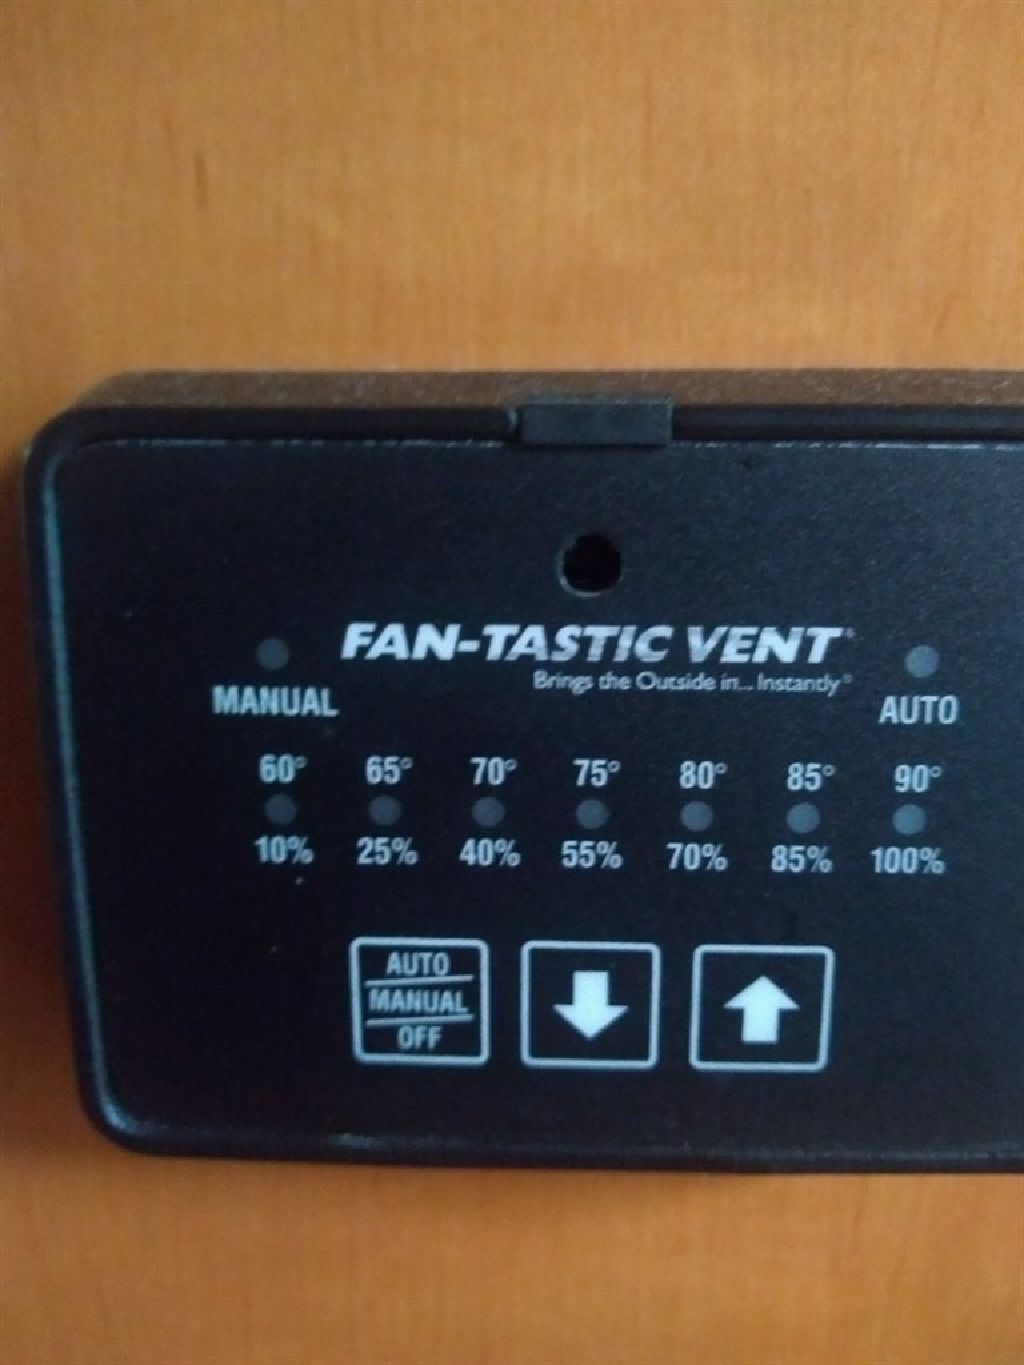 FAN-TASTIC VENT®
Brings the Outside in... Instantly®
MANUAL
AUTO
60° 65° 70° 75° 80° 85° 90°
10% 25% 40% 55% 70% 85% 100%
AUTO
MANUAL
OFF